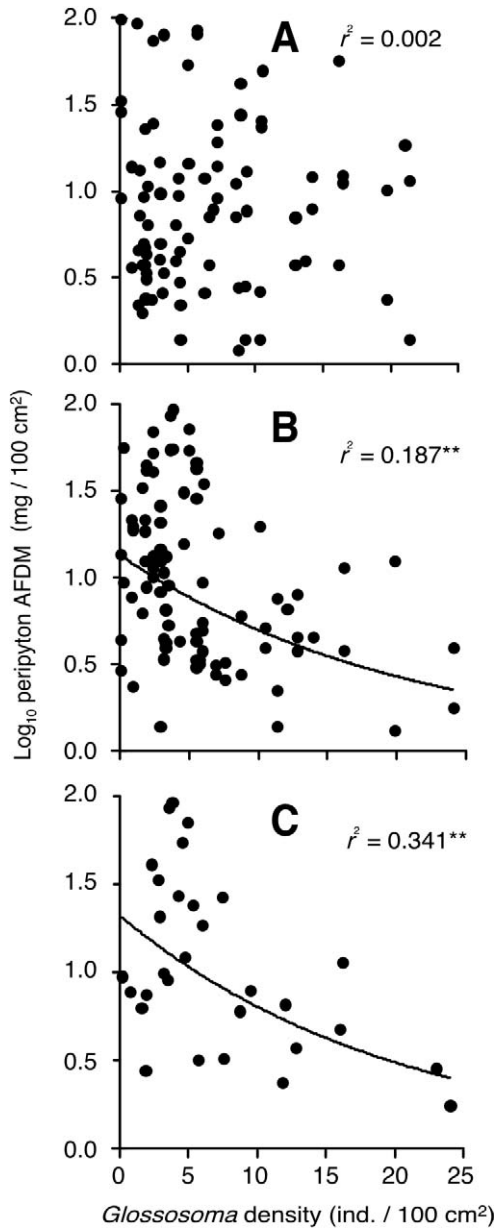 A
r² = 0.002
2.0
1.5
1.0
0.5
0.0
B
r² = 0.187**
2.0
1.5
1.0
0.5
0.0
Log₁₀ peripyton AFDM (mg / 100 cm²)
C
r² = 0.341**
2.0
1.5
1.0
0.5
0.0
0 5 10 15 20 25
Glossosoma density (ind. / 100 cm²)